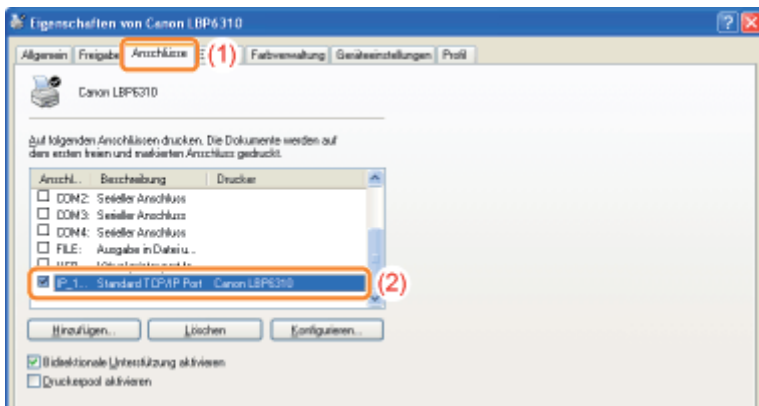 Eigenschaften von Canon LBP6310
Allgemein Freigabe Anschlüsse (1) Farbverwaltung Geräteeinstellungen Profil
Canon LBP6310
Auf folgenden Anschlüssen drucken. Die Dokumente werden auf
dem ersten freien und markierten Anschluss gedruckt.
Anschl... Beschreibung Drucker
COM2: Serieller Anschluss
COM3: Serieller Anschluss
COM4: Serieller Anschluss
FILE: Ausgabe in Datei u...
IP_1... Standard TCP/IP Port Canon LBP6310 (2)
Hinzufügen... Löschen Konfigurieren...
Bidirektionale Unterstützung aktivieren
Druckerpool aktivieren